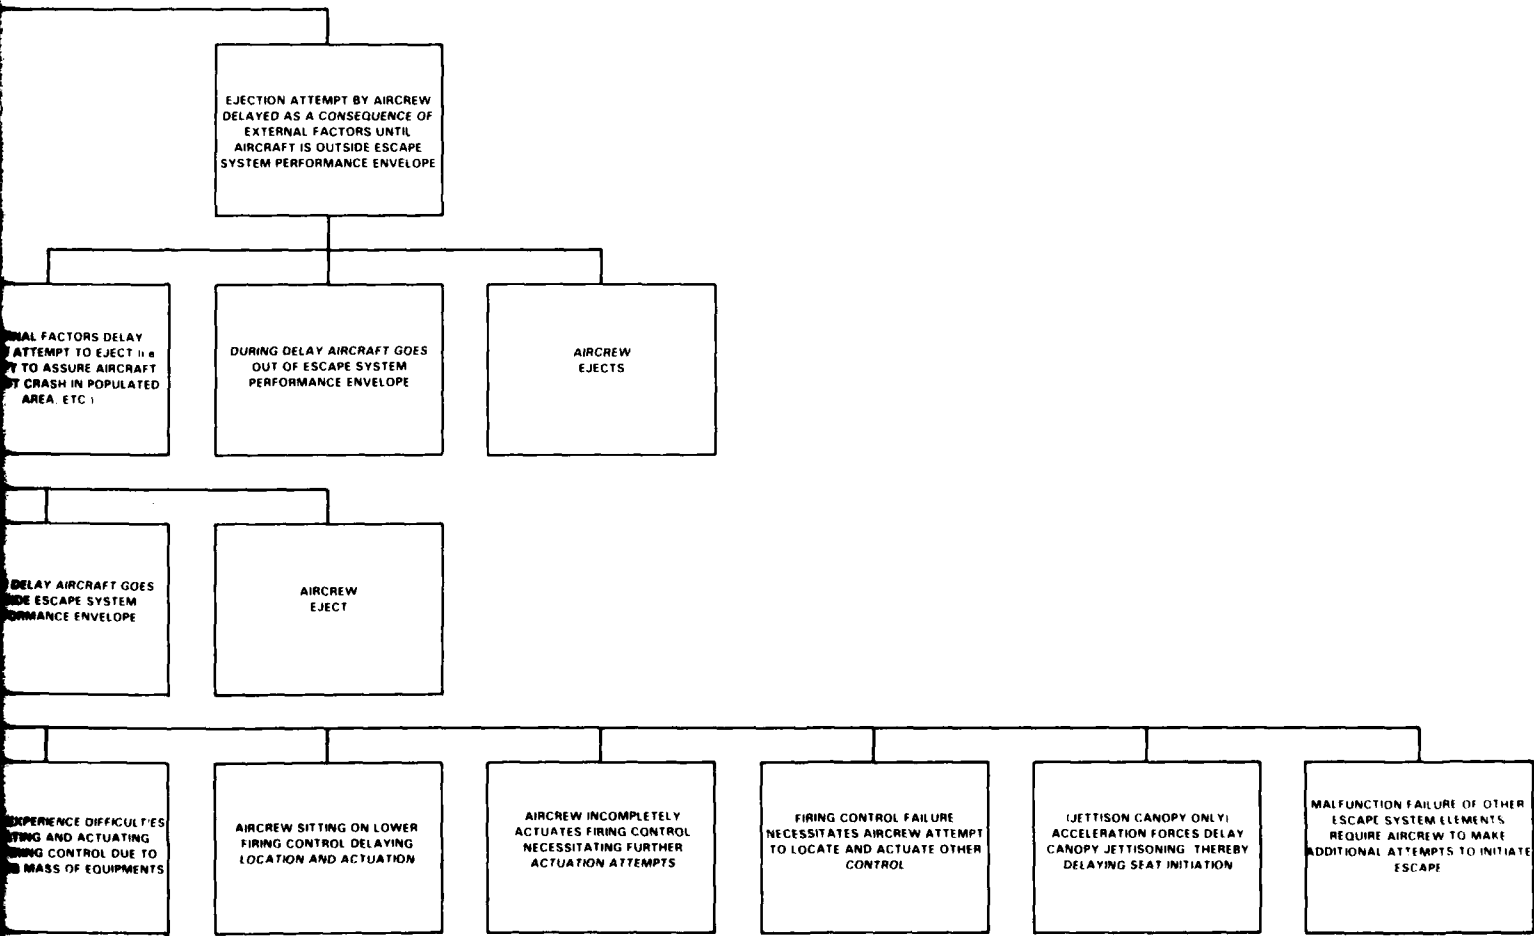 EJECTION ATTEMPT BY AIRCREW
DELAYED AS A CONSEQUENCE OF
EXTERNAL FACTORS UNTIL
AIRCRAFT IS OUTSIDE ESCAPE
SYSTEM PERFORMANCE ENVELOPE
FACTORS DELAY
ATTEMPT TO EJECT
TO ASSURE AIRCRAFT
CRASH IN POPULATED
AREA, ETC )
DURING DELAY AIRCRAFT GOES
OUT OF ESCAPE SYSTEM
PERFORMANCE ENVELOPE
AIRCREW
EJECTS
DELAY AIRCRAFT GOES
ESCAPE SYSTEM
ENVELOPE
AIRCREW
EJECT
EXPERIENCE DIFFICULTIES
AND ACTUATING
CONTROL DUE TO
MASS OF EQUIPMENTS
AIRCREW SITTING ON LOWER
FIRING CONTROL DELAYING
LOCATION AND ACTUATION
AIRCREW INCOMPLETELY
ACTUATES FIRING CONTROL
NECESSITATING FURTHER
ACTUATION ATTEMPTS
FIRING CONTROL FAILURE
NECESSITATES AIRCREW ATTEMPT
TO LOCATE AND ACTUATE OTHER
CONTROL
(JETTISON CANOPY ONLY)
ACCELERATION FORCES DELAY
CANOPY JETTISONING THEREBY
DELAYING SEAT INITIATION
MALFUNCTION FAILURE OF OTHER
ESCAPE SYSTEM ELEMENTS
REQUIRE AIRCREW TO MAKE
ADDITIONAL ATTEMPTS TO INITIATE
ESCAPE